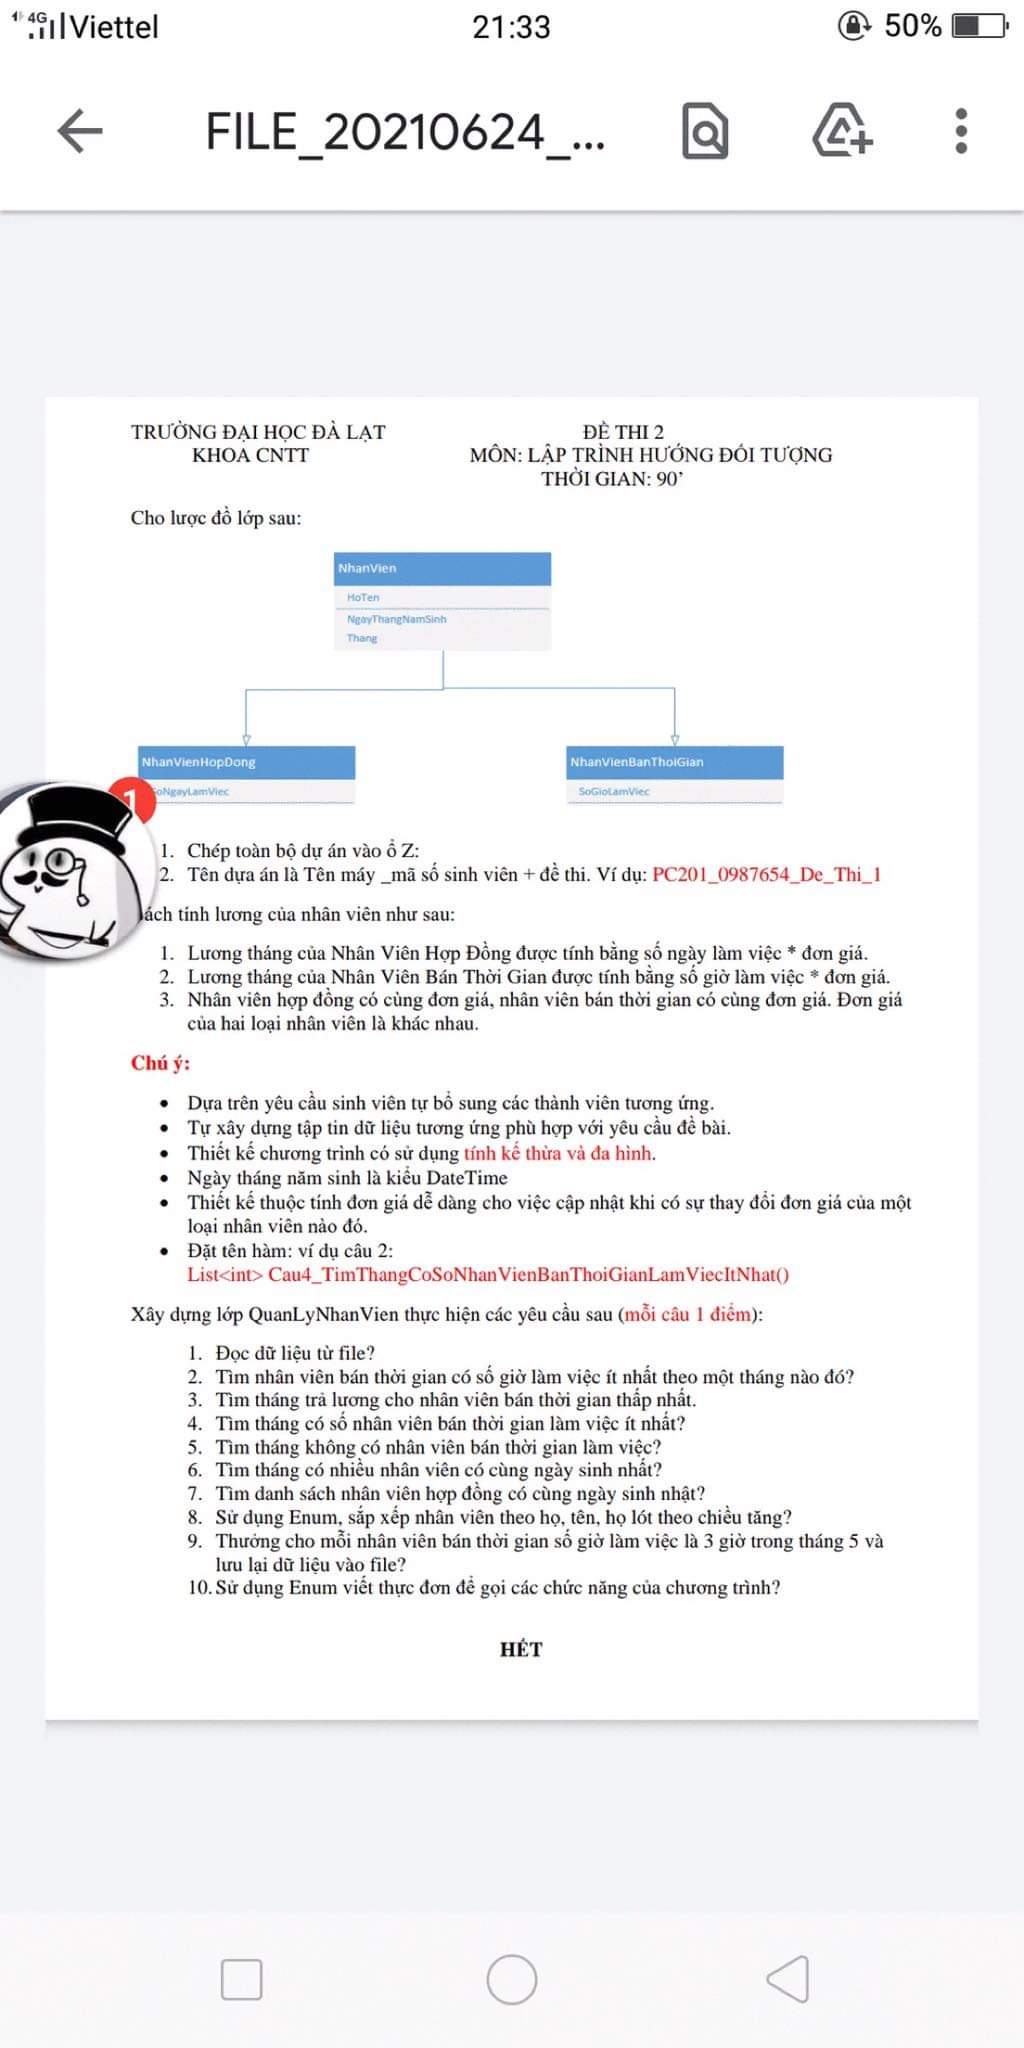 4G Viettel 21:33 50%
FILE_20210624_...
TRƯỜNG ĐẠI HỌC ĐÀ LẠT
KHOA CNTT
ĐỀ THI 2
MÔN: LẬP TRÌNH HƯỚNG ĐỐI TƯỢNG
THỜI GIAN: 90’
Cho lược đồ lớp sau:
NhanVien
HoTen
NgayThangNamSinh
Thang
NhanVienHopDong
SoNgayLamViec
NhanVienBanThoiGian
SoGioLamViec
1
1. Chép toàn bộ dự án vào ổ Z:
2. Tên dựa án là Tên máy _mã số sinh viên + đề thi. Ví dụ: PC201_0987654_De_Thi_1
ách tính lương của nhân viên như sau:
1. Lương tháng của Nhân Viên Hợp Đồng được tính bằng số ngày làm việc * đơn giá.
2. Lương tháng của Nhân Viên Bán Thời Gian được tính bằng số giờ làm việc * đơn giá.
3. Nhân viên hợp đồng có cùng đơn giá, nhân viên bán thời gian có cùng đơn giá. Đơn giá
của hai loại nhân viên là khác nhau.
Chú ý:
• Dựa trên yêu cầu sinh viên tự bổ sung các thành viên tương ứng.
• Tự xây dựng tập tin dữ liệu tương ứng phù hợp với yêu cầu đề bài.
• Thiết kế chương trình có sử dụng tính kế thừa và đa hình.
• Ngày tháng năm sinh là kiểu DateTime
• Thiết kế thuộc tính đơn giá dễ dàng cho việc cập nhật khi có sự thay đổi đơn giá của một
loại nhân viên nào đó.
• Đặt tên hàm: ví dụ câu 2:
List<int> Cau4_TimThangCoSoNhanVienBanThoiGianLamViecItNhat()
Xây dựng lớp QuanLyNhanVien thực hiện các yêu cầu sau (mỗi câu 1 điểm):
1. Đọc dữ liệu từ file?
2. Tìm nhân viên bán thời gian có số giờ làm việc ít nhất theo một tháng nào đó?
3. Tìm tháng trả lương cho nhân viên bán thời gian thấp nhất.
4. Tìm tháng có số nhân viên bán thời gian làm việc ít nhất?
5. Tìm tháng không có nhân viên bán thời gian làm việc?
6. Tìm tháng có nhiều nhân viên có cùng ngày sinh nhất?
7. Tìm danh sách nhân viên hợp đồng có cùng ngày sinh nhật?
8. Sử dụng Enum, sắp xếp nhân viên theo họ, tên, họ lót theo chiều tăng?
9. Thưởng cho mỗi nhân viên bán thời gian số giờ làm việc là 3 giờ trong tháng 5 và
lưu lại dữ liệu vào file?
10. Sử dụng Enum viết thực đơn để gọi các chức năng của chương trình?
HẾT